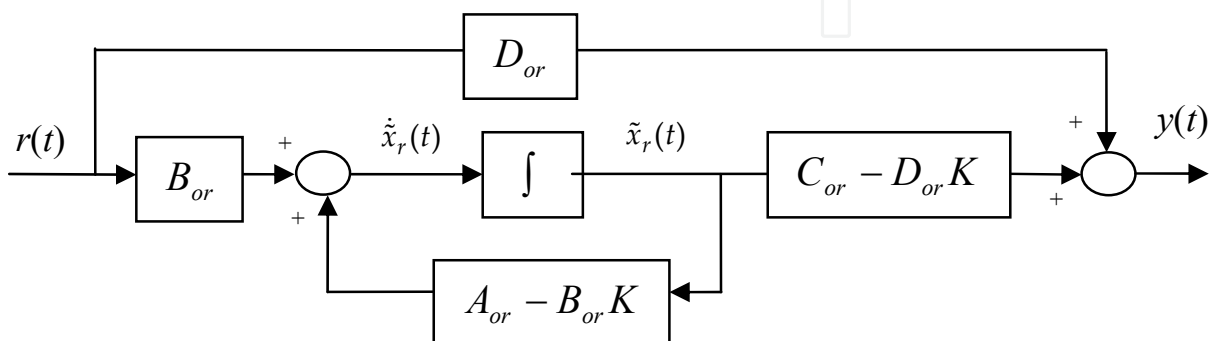 D_or
r(t)
B_or
+
+
ẋ̃_r(t)
∫
x̃_r(t)
C_or − D_or K
+
+
y(t)
A_or − B_or K